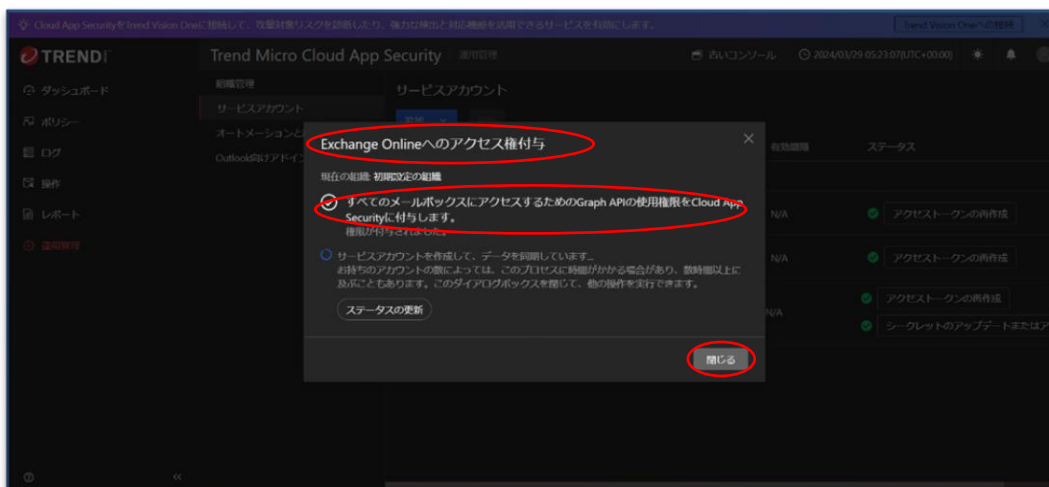 Cloud App SecurityをTrend Vision Oneに接続して、攻撃対象リスクを診断したり、強力な検出と対応機能を活用できるサービスを有効にします。
Trend Vision Oneへの接続
TREND
Trend Micro Cloud App Security
運用管理
古いコンソール
2024/03/29 05:23:07(UTC+00:00)
ダッシュボード
ポリシー
ログ
操作
レポート
運用管理
組織管理
サービスアカウント
オートメーションと
Outlook向けアドイン
サービスアカウント
追加
有効期限
ステータス
Exchange Onlineへのアクセス権付与
現在の組織: 初期設定の組織
すべてのメールボックスにアクセスするためのGraph APIの使用権限をCloud App
Securityに付与します。
権限が付与されました。
サービスアカウントを作成して、データを同期しています...
お持ちのアカウントの数によっては、このプロセスに時間がかかる場合があり、数時間以上に
及ぶこともあります。このダイアログボックスを閉じて、他の操作を実行できます。
ステータスの更新
閉じる
N/A
アクセストークンの再作成
N/A
アクセストークンの再作成
N/A
アクセストークンの再作成
シークレットのアップデートまたはア